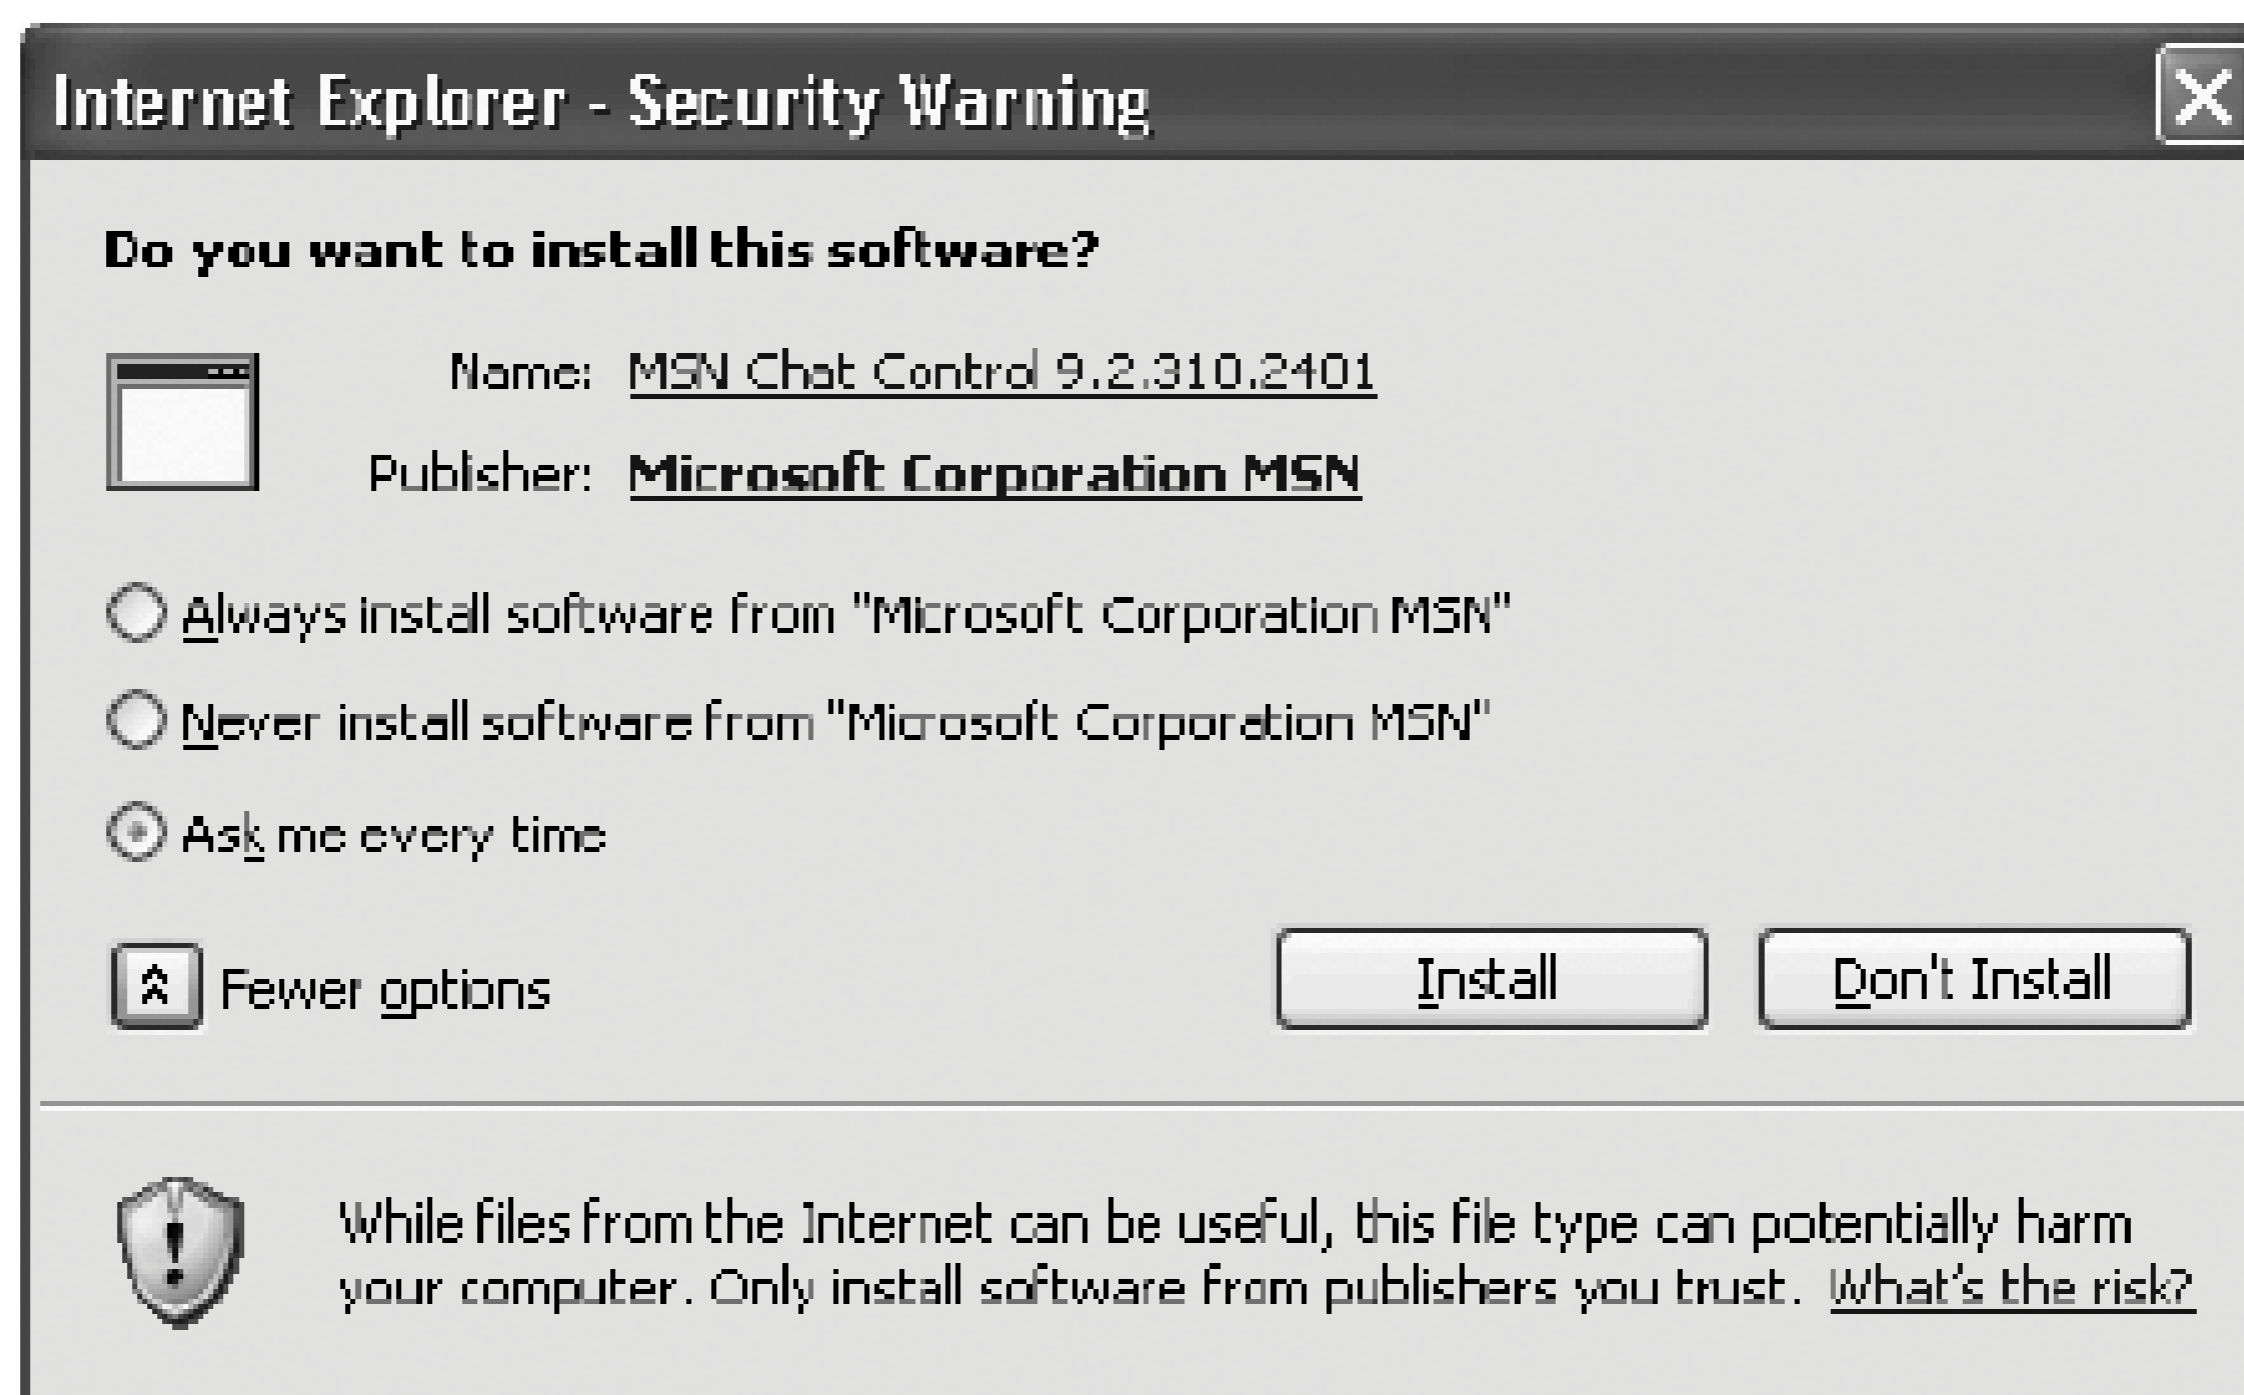 Internet Explorer - Security Warning
Do you want to install this software?
Name: MSN Chat Control 9.2.310.2401
Publisher: Microsoft Corporation MSN
Always install software from "Microsoft Corporation MSN"
Never install software from "Microsoft Corporation MSN"
Ask me every time
Fewer options
Install
Don't Install
While files from the Internet can be useful, this file type can potentially harm
your computer. Only install software from publishers you trust. What's the risk?